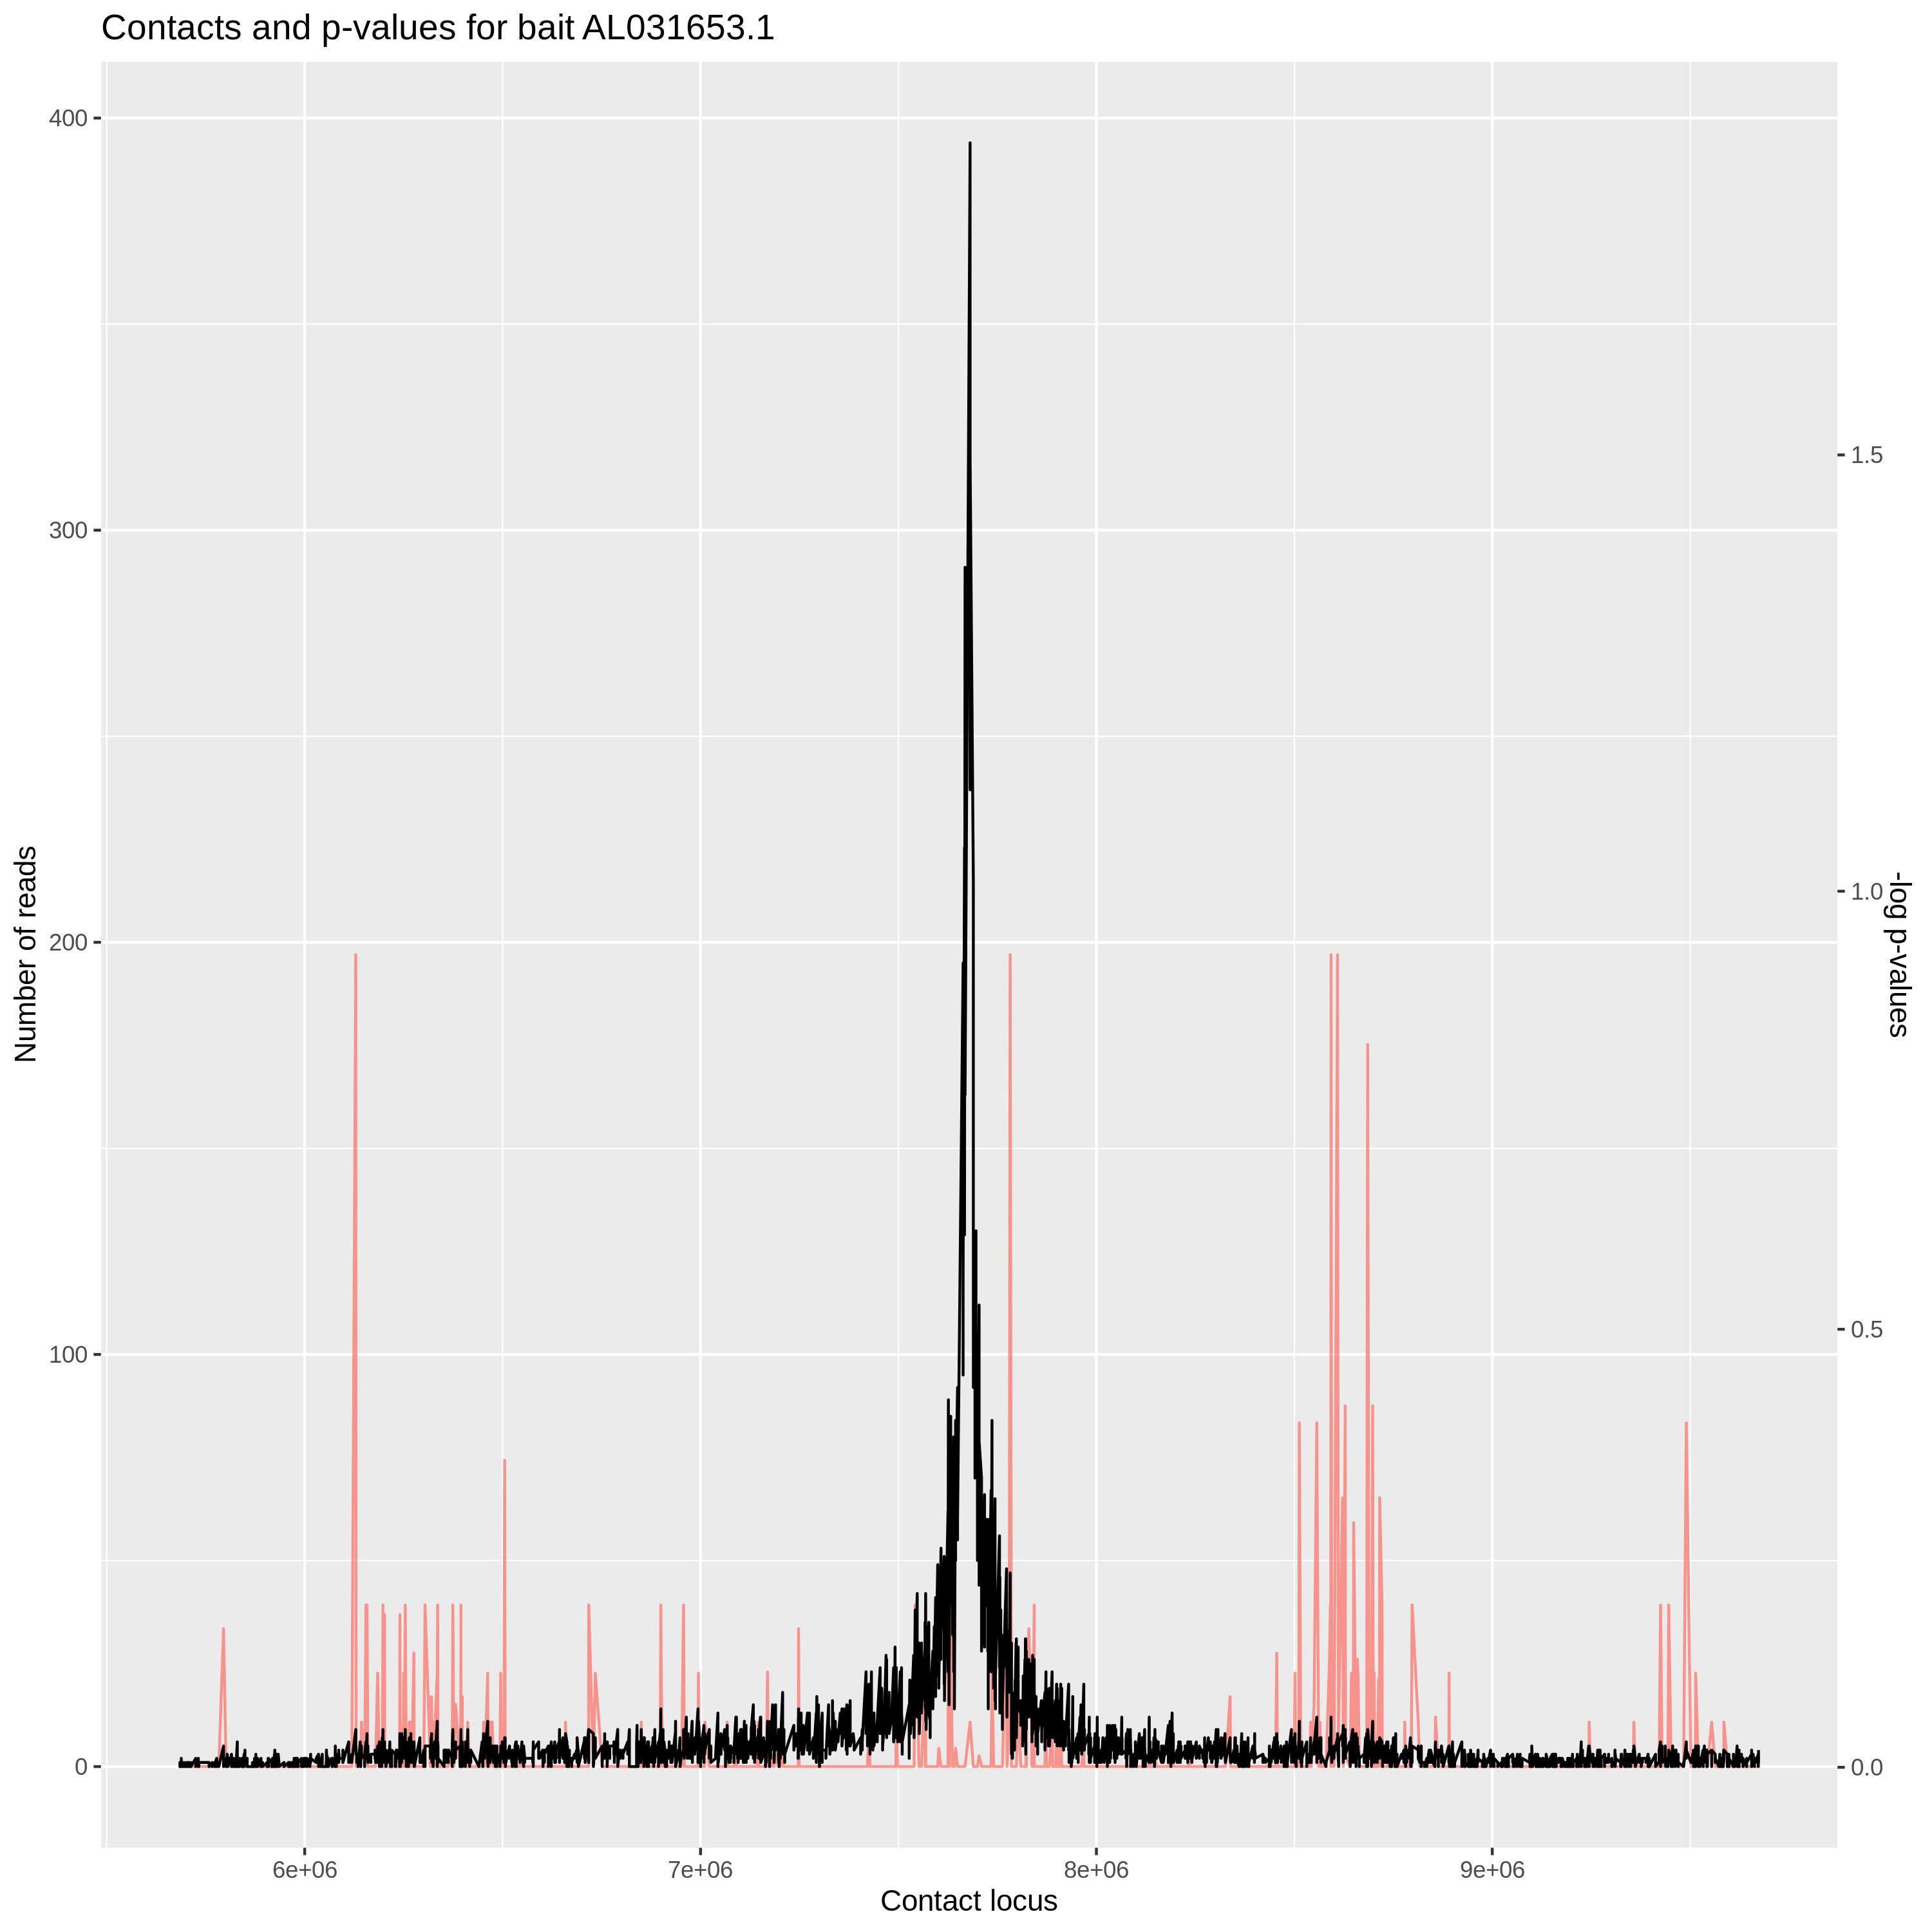 Contacts and p-values for bait AL031653.1
400
300
200
100
0
Number of reads
1.5
1.0
0.5
0.0
-log p-values
6e+06
7e+06
8e+06
9e+06
Contact locus